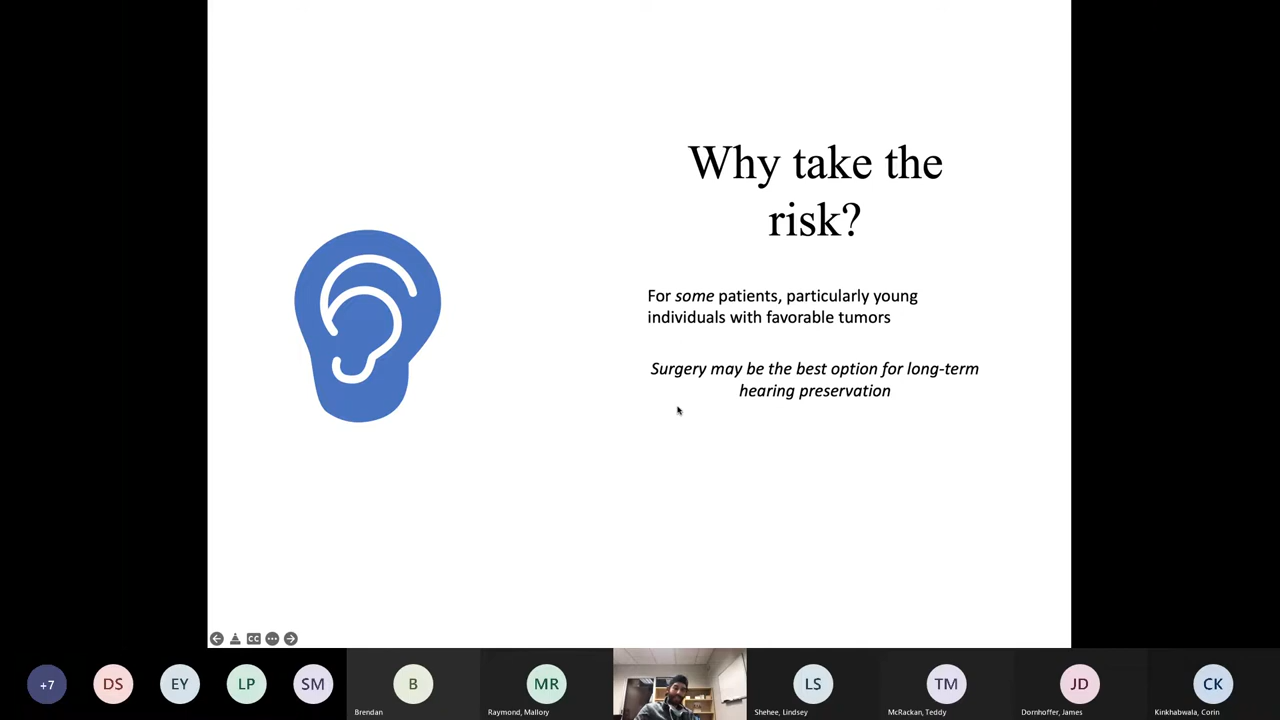 Why take the
risk?
For some patients, particularly young
individuals with favorable tumors
Surgery may be the best option for long-term
hearing preservation
CC
+7
DS
EY
LP
SM
B
Brendan
MR
Raymond, Mallory
LS
Shehee, Lindsey
TM
McRackan, Teddy
JD
Dornhoffer, James
CK
Kinkhabwala, Corin